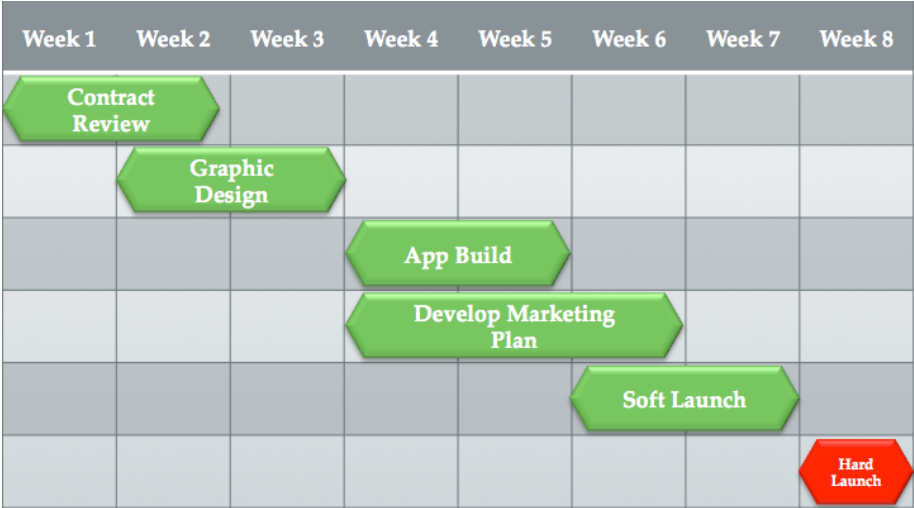 Week 1 Week 2 Week 3 Week 4 Week 5 Week 6 Week 7 Week 8
Contract
Review
Graphic
Design
App Build
Develop Marketing
Plan
Soft Launch
Hard
Launch